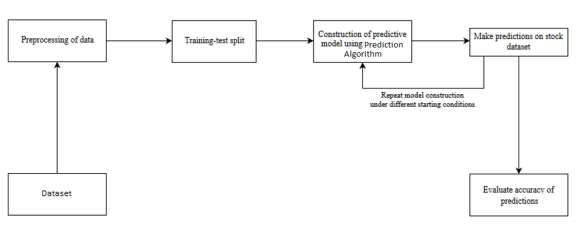 Preprocessing of data
Training-test split
Construction of predictive
model using Prediction
Algorithm
Make predictions on stock
dataset
Repeat model construction
under different starting conditions
Dataset
Evaluate accuracy of
predictions